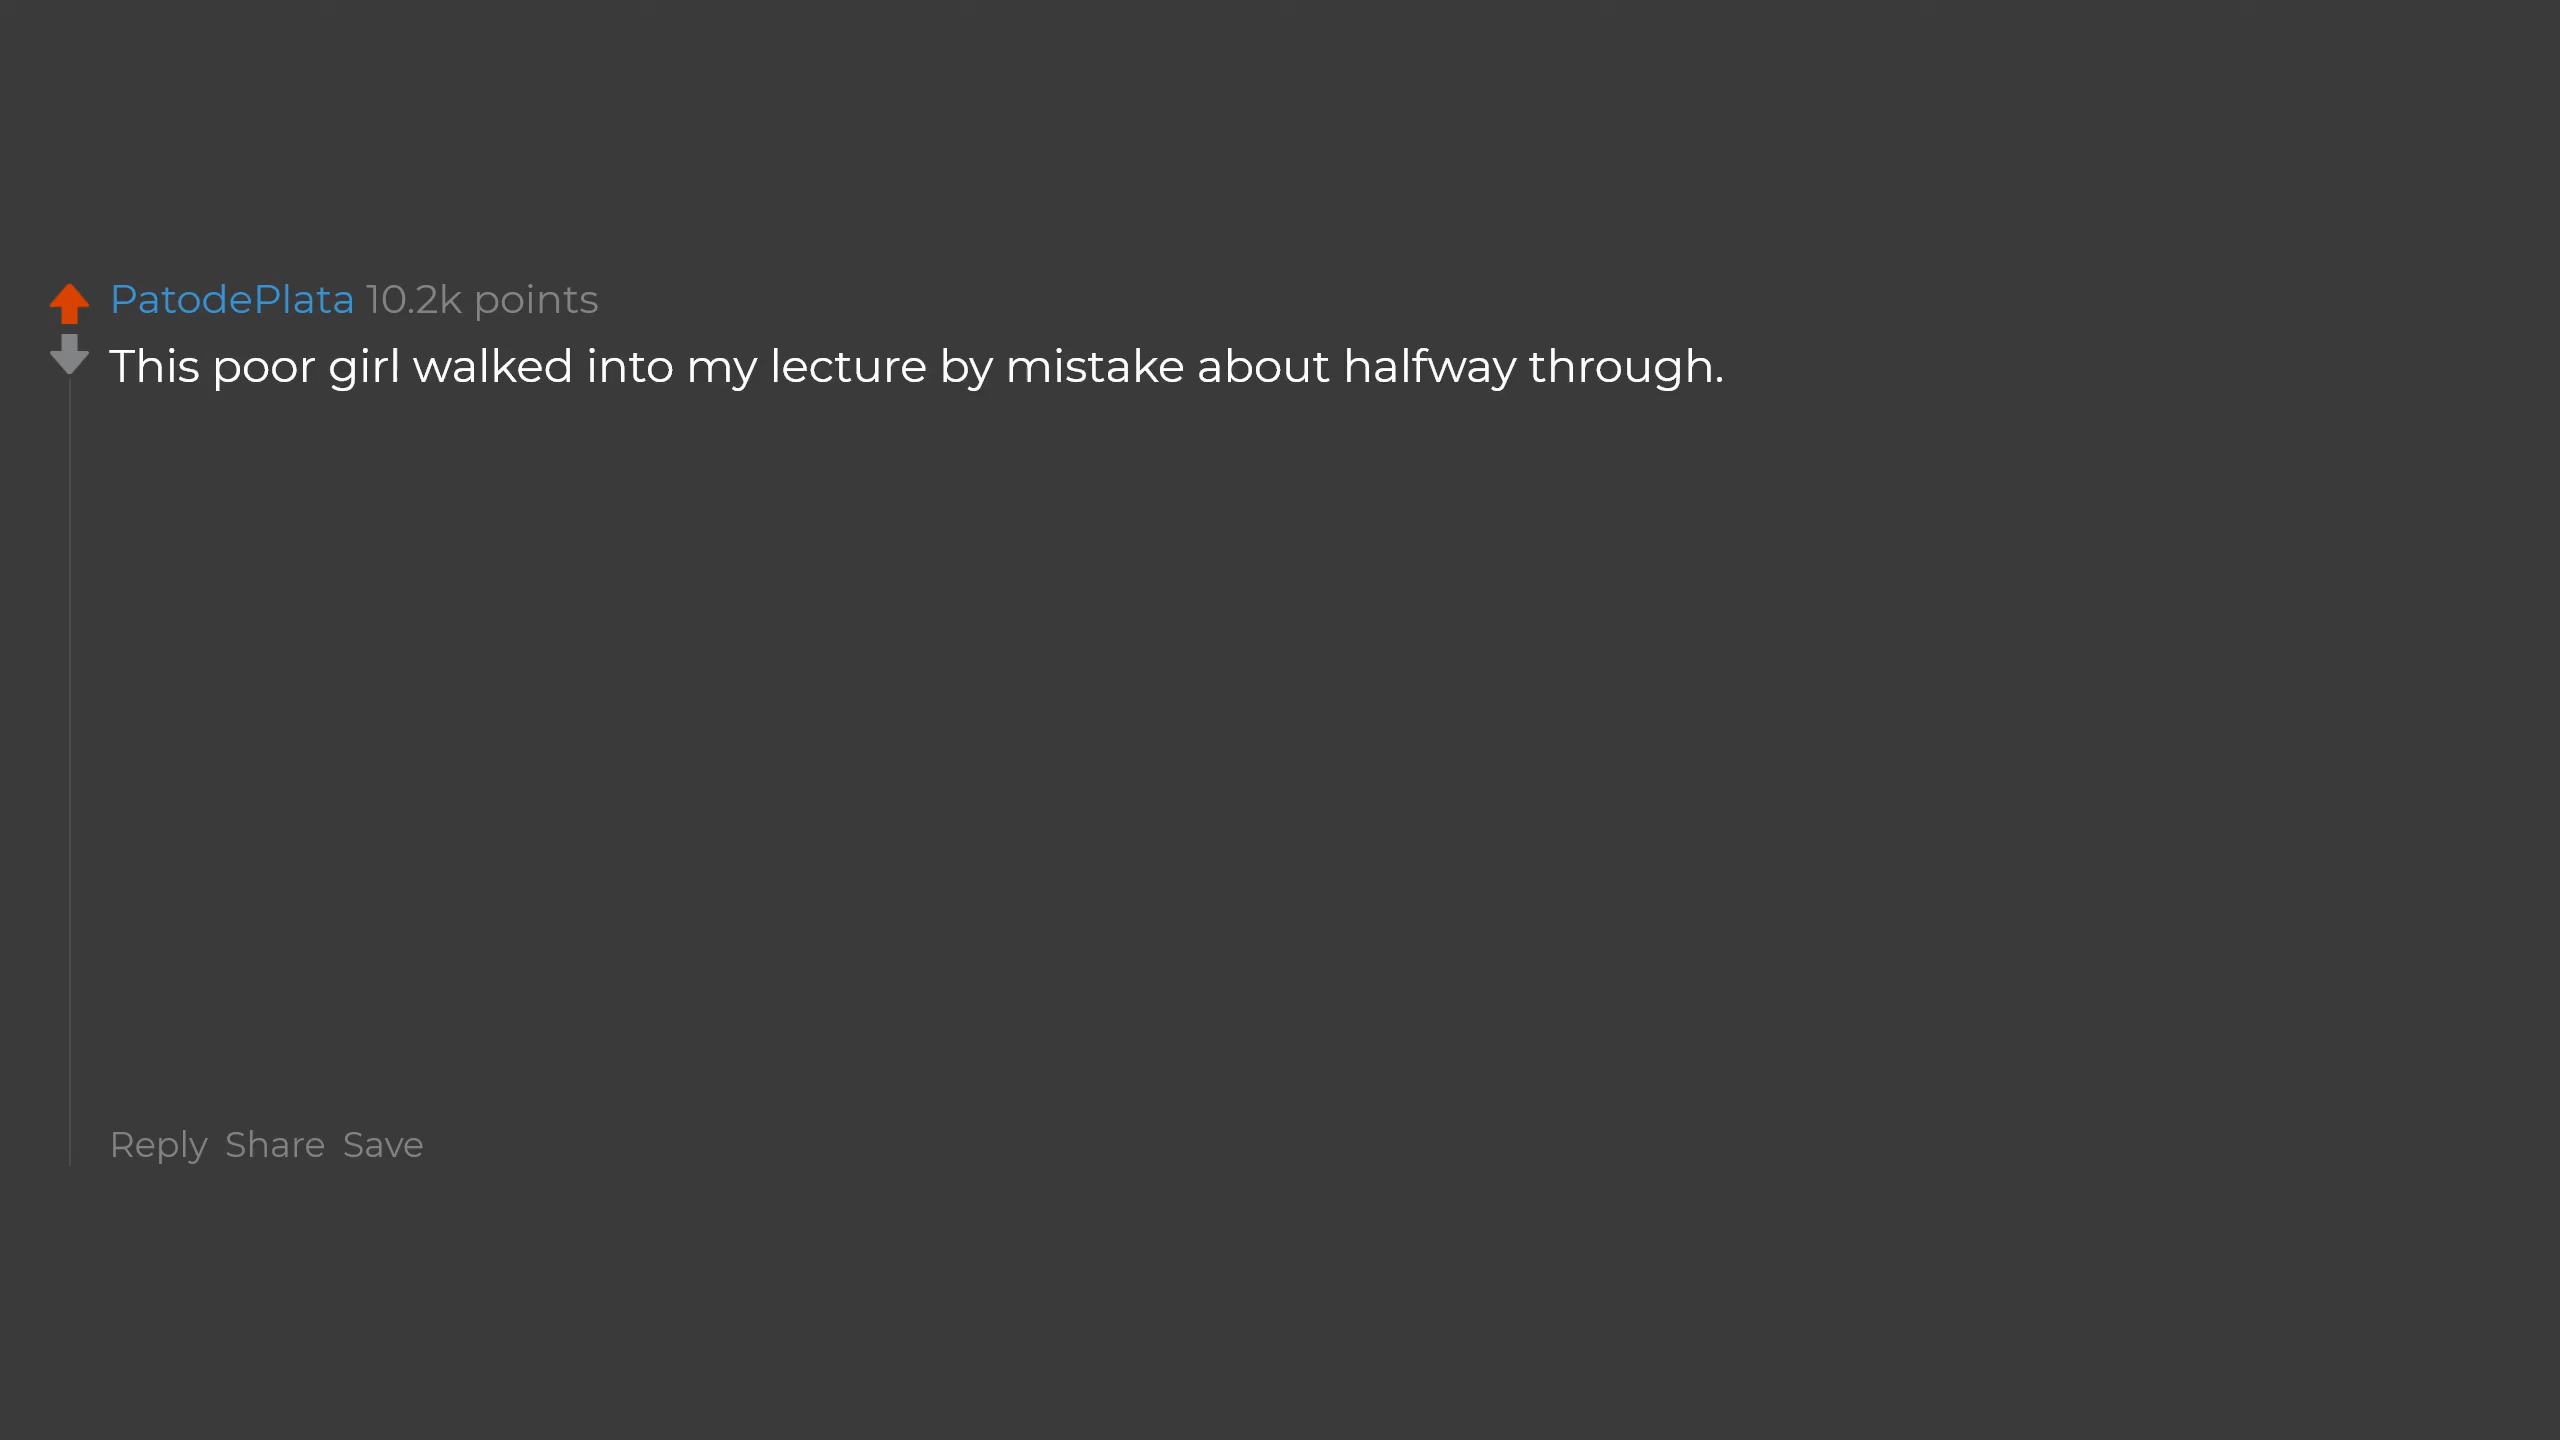 PatodePlata 10.2k points
This poor girl walked into my lecture by mistake about halfway through.
Reply Share Save